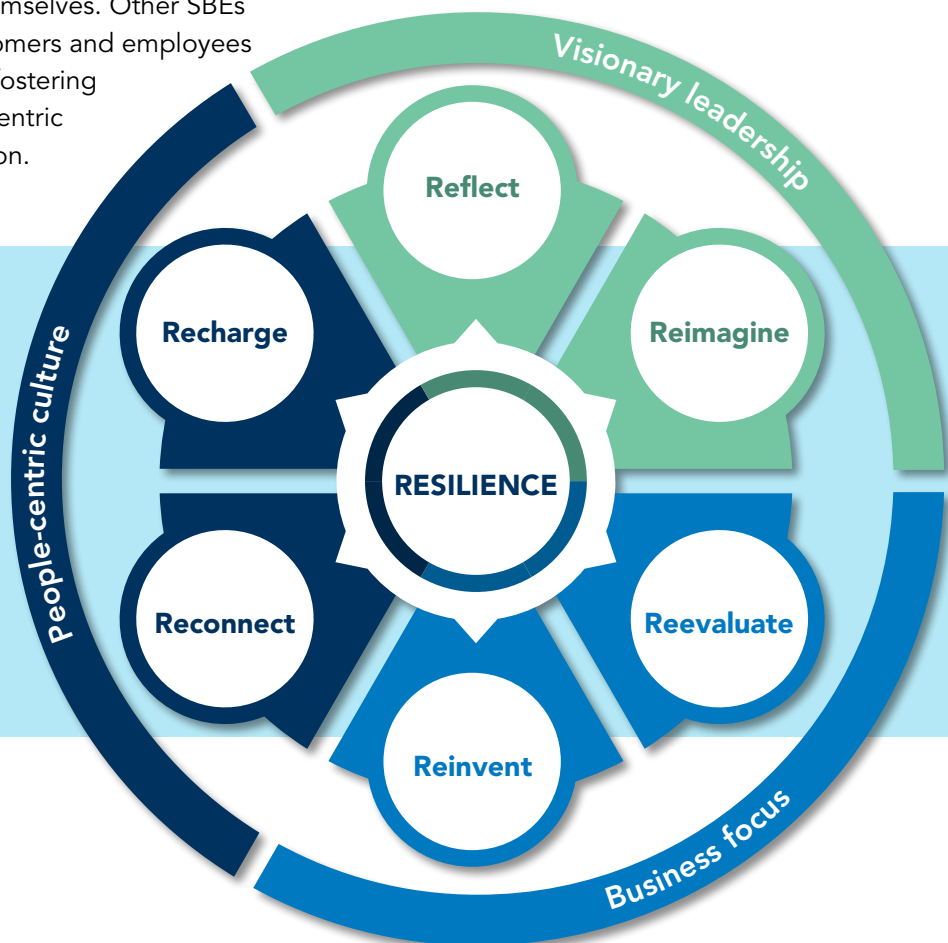 mselves. Other SBEs
omers and employees
fostering
entric
on.
Visionary leadership
Reflect
Recharge
Reimagine
People-centric culture
RESILIENCE
Reconnect
Reevaluate
Reinvent
Business focus